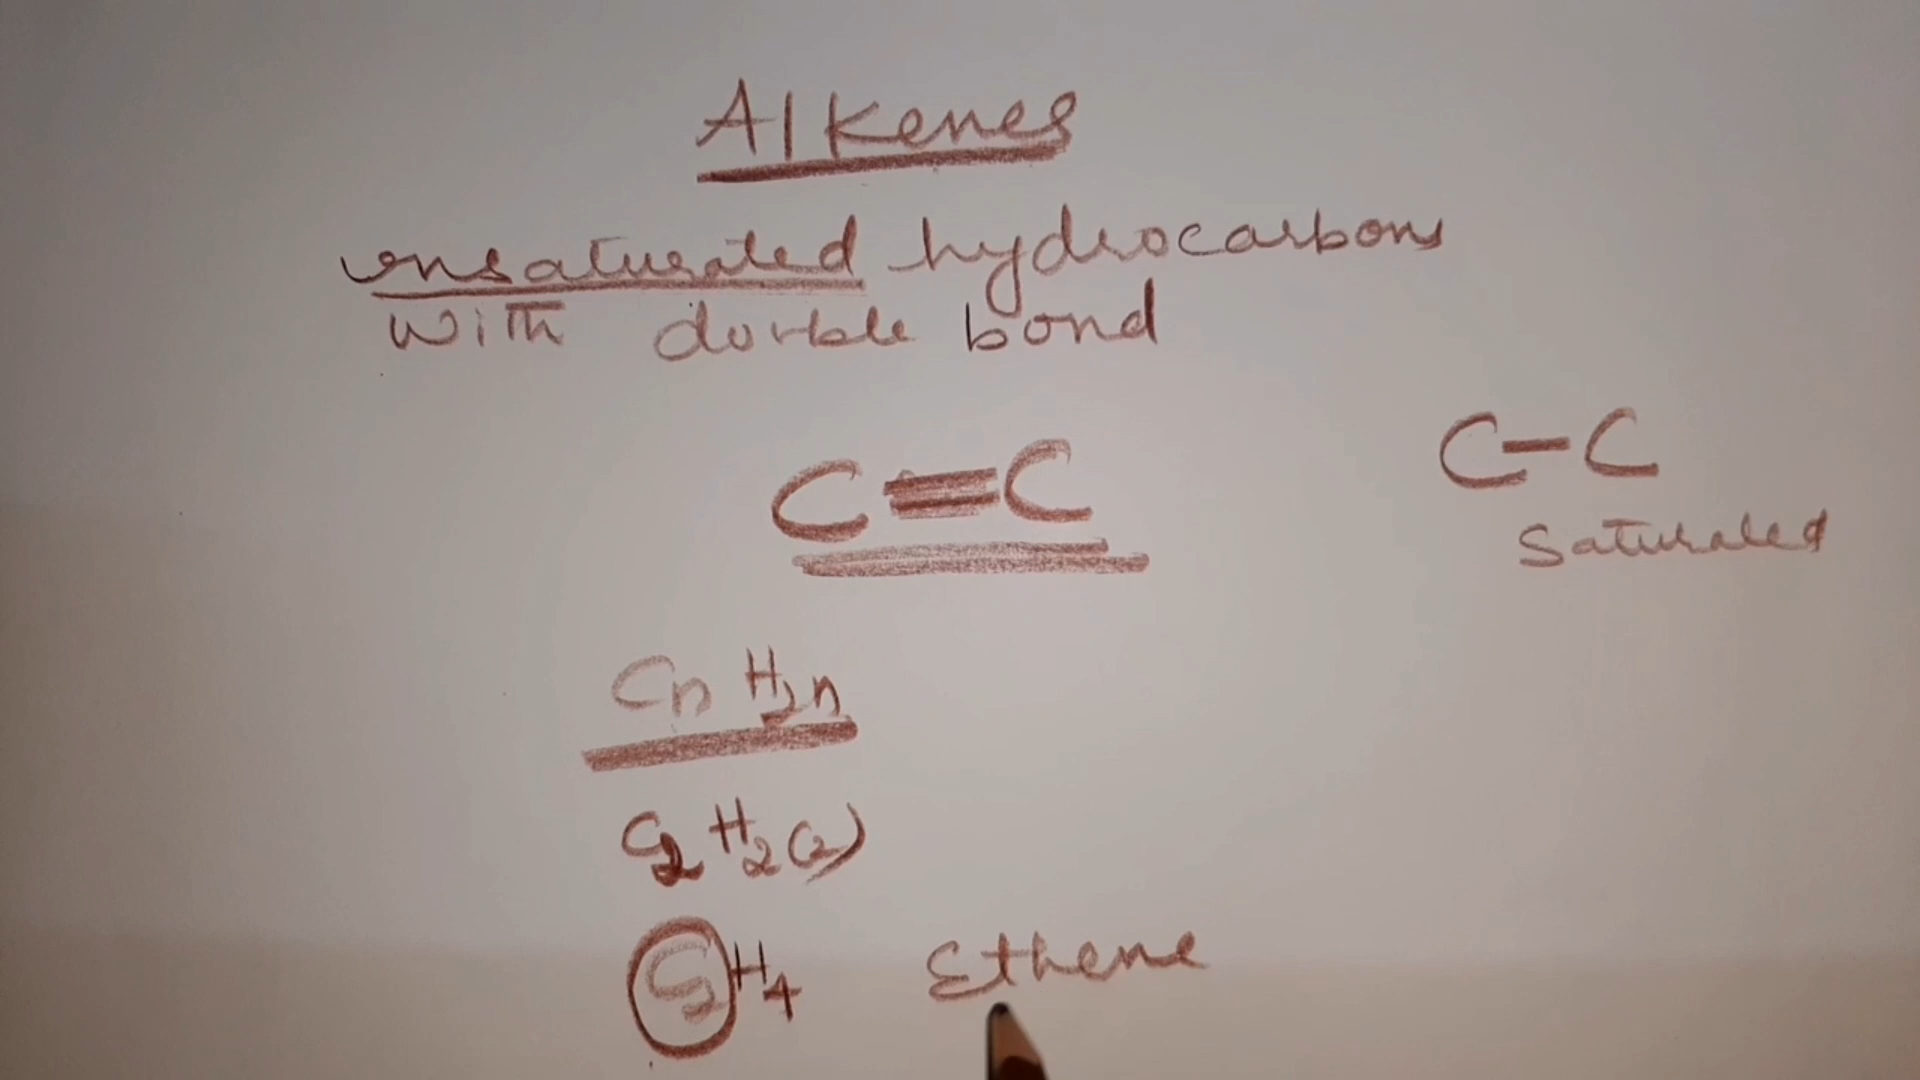 Alkenes
unsaturated hydrocarbons
with double bond
C=C
C-C
Saturated
CnH2n
C2H2(2)
C2H4 Ethene